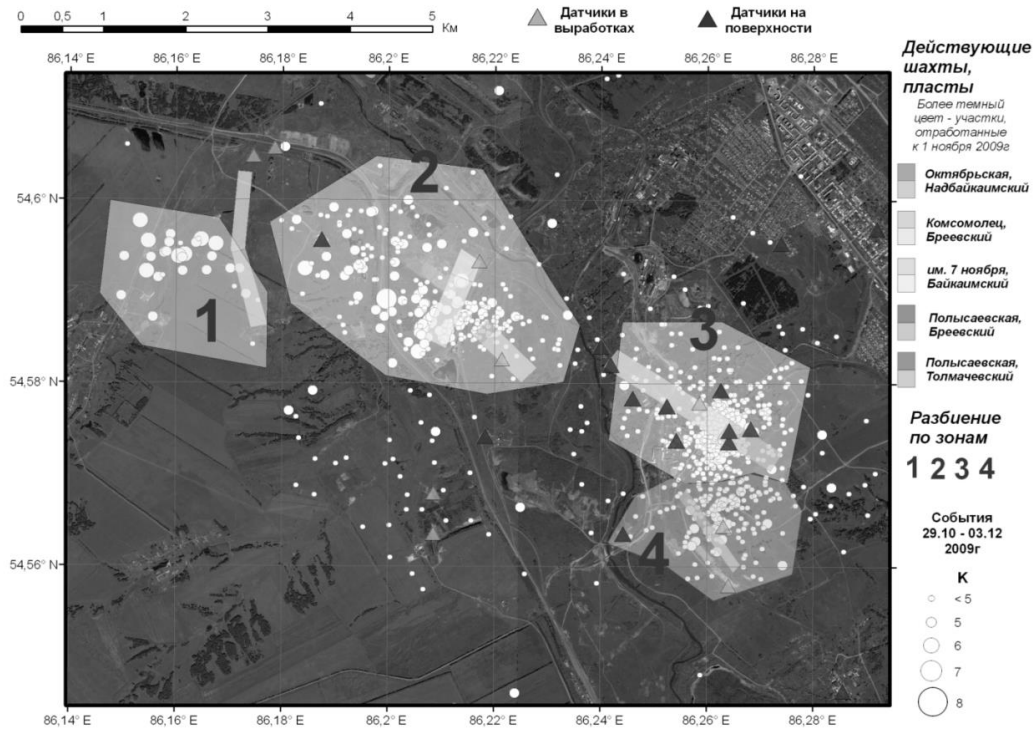 0 0,5 1 2 3 4 5
Км
Датчики в
выработках
Датчики на
поверхности
86,14° E 86,16° E 86,18° E 86,2° E 86,22° E 86,24° E 86,26° E 86,28° E
54,6° N
54,58° N
54,56° N
1
2
3
4
86,14° E 86,16° E 86,18° E 86,2° E 86,22° E 86,24° E 86,26° E 86,28° E
Действующие
шахты,
пласты
Более темный
цвет - участки,
отработанные
к 1 ноября 2009г
Октябрьская,
Надбайкаимский
Комсомолец,
Бреевский
им. 7 ноября,
Байкаимский
Полысаевская,
Бреевский
Полысаевская,
Толмачевский
Разбиение
по зонам
1 2 3 4
События
29.10 - 03.12
2009г
K
< 5
5
6
7
8